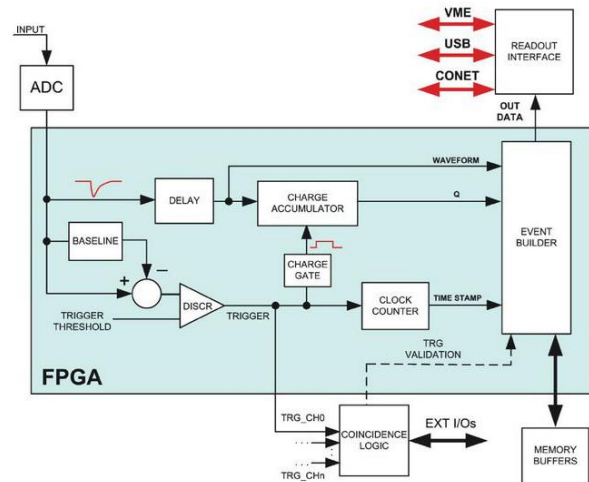 VME
USB
CONET
READOUT
INTERFACE
INPUT
ADC
OUT
DATA
WAVEFORM
DELAY
CHARGE
ACCUMULATOR
Q
EVENT
BUILDER
BASELINE
CHARGE
GATE
+
−
DISCR
TRIGGER
THRESHOLD
TRIGGER
CLOCK
COUNTER
TIME STAMP
TRG
VALIDATION
FPGA
TRG_CH0
. . .
. . .
TRG_CHn
COINCIDENCE
LOGIC
EXT I/Os
MEMORY
BUFFERS